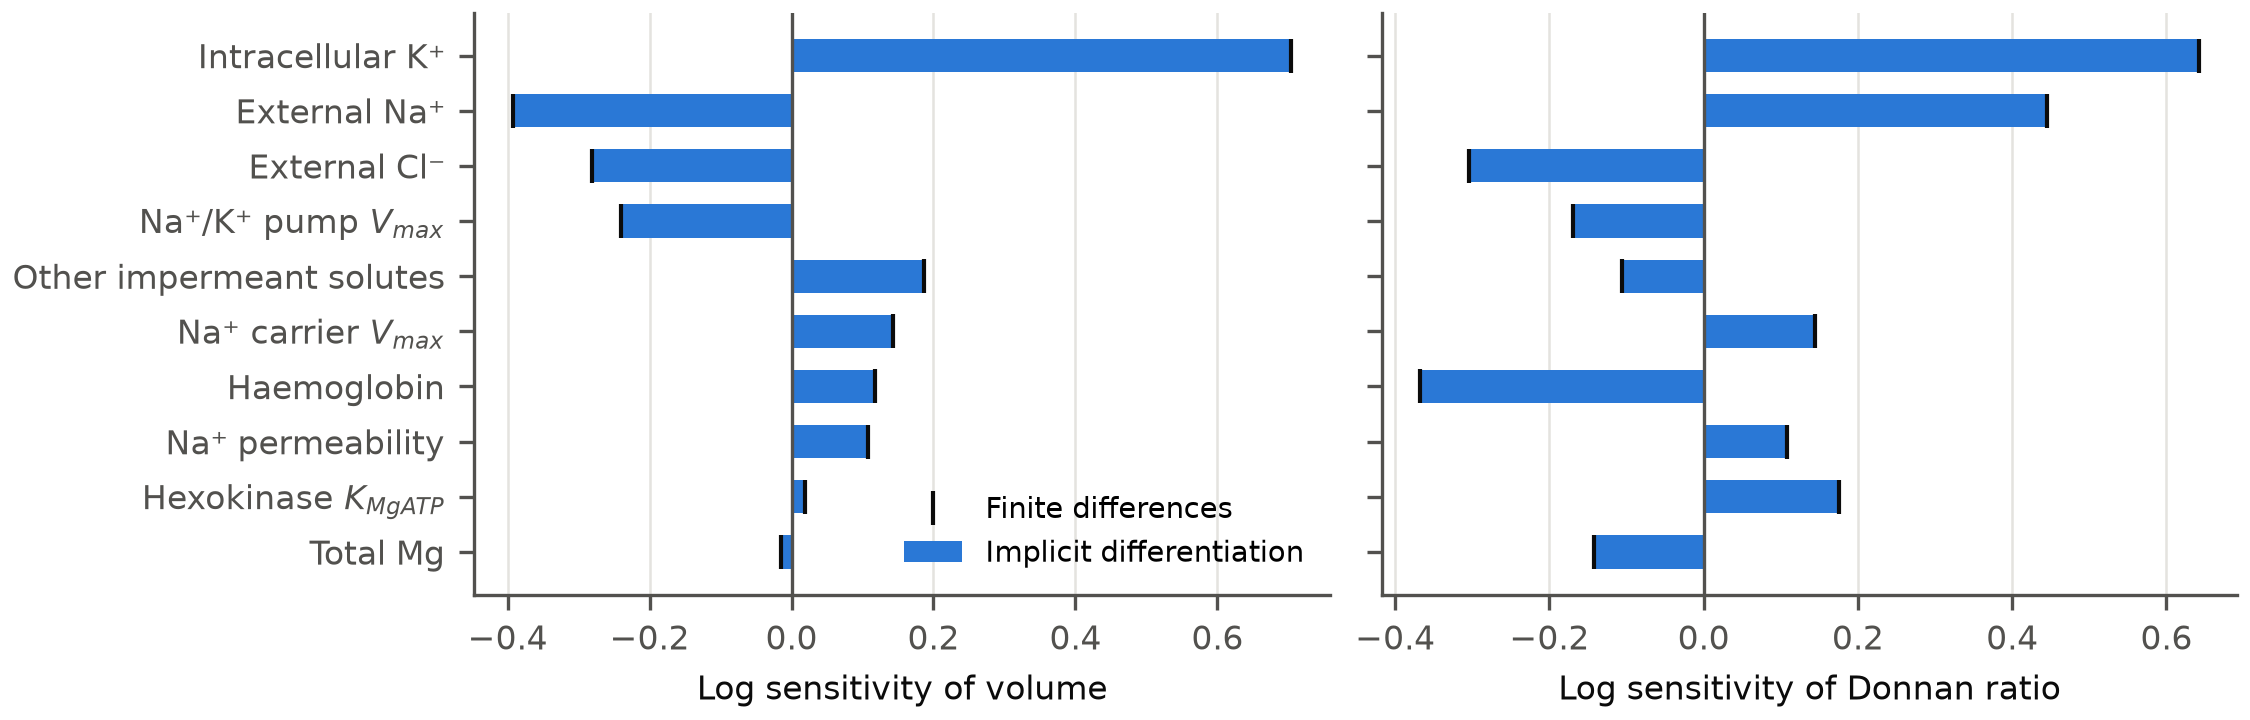 Intracellular K⁺
External Na⁺
External Cl⁻
Na⁺/K⁺ pump Vmax
Other impermeant solutes
Na⁺ carrier Vmax
Haemoglobin
Na⁺ permeability
Hexokinase KMgATP
Total Mg
Finite differences
Implicit differentiation
−0.4 −0.2 0.0 0.2 0.4 0.6
Log sensitivity of volume
−0.4 −0.2 0.0 0.2 0.4 0.6
Log sensitivity of Donnan ratio